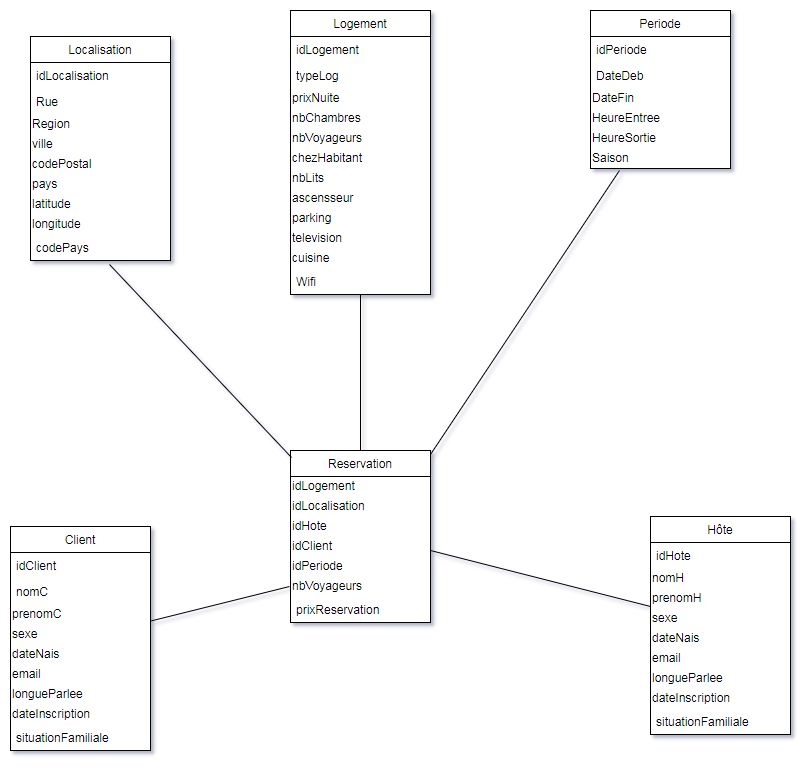 Localisation
idLocalisation
Rue
Region
ville
codePostal
pays
latitude
longitude
codePays
Logement
idLogement
typeLog
prixNuite
nbChambres
nbVoyageurs
chezHabitant
nbLits
ascensseur
parking
television
cuisine
Wifi
Periode
idPeriode
DateDeb
DateFin
HeureEntree
HeureSortie
Saison
Reservation
idLogement
idLocalisation
idHote
idClient
idPeriode
nbVoyageurs
prixReservation
Client
idClient
nomC
prenomC
sexe
dateNais
email
longueParlee
dateInscription
situationFamiliale
Hôte
idHote
nomH
prenomH
sexe
dateNais
email
longueParlee
dateInscription
situationFamiliale